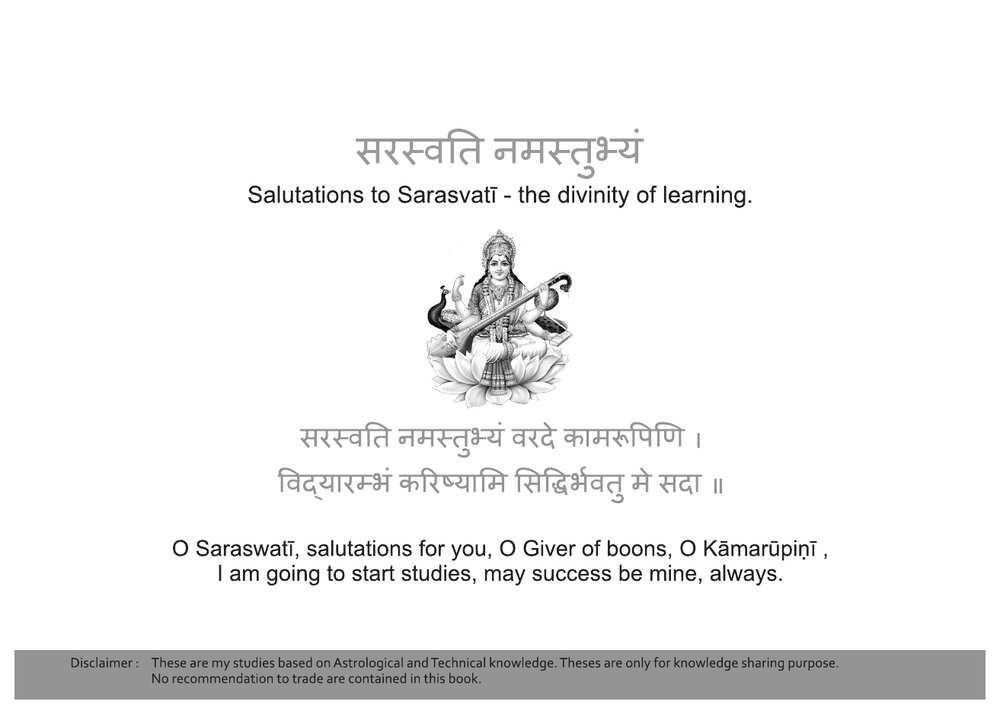 सरस्वति नमस्तुभ्यं
Salutations to Sarasvatī - the divinity of learning.
सरस्वति नमस्तुभ्यं वरदे कामरूपिणि ।
विद्‌यारम्भं करिष्यामि सिद्धिर्भवतु मे सदा ॥
O Saraswatī, salutations for you, O Giver of boons, O Kāmarūpiṇī ,
I am going to start studies, may success be mine, always.
Disclaimer : These are my studies based on Astrological and Technical knowledge. Theses are only for knowledge sharing purpose.
No recommendation to trade are contained in this book.